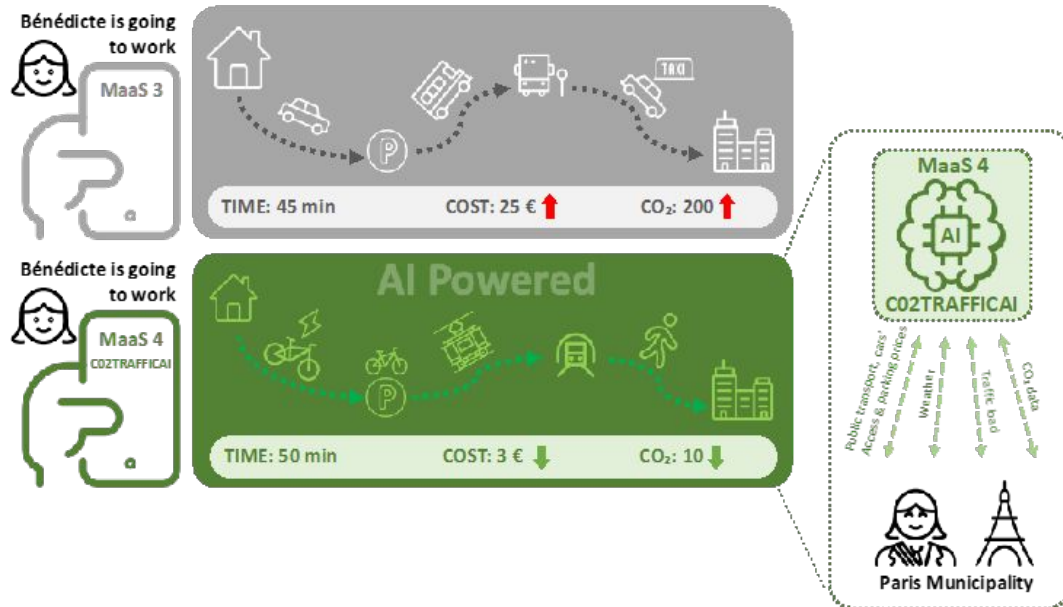 Bénédicte is going
to work
MaaS 3
P
TAXI
TIME: 45 min COST: 25 € CO₂: 200
Bénédicte is going
to work
MaaS 4
C02TRAFFICAI
AI Powered
P
TIME: 50 min COST: 3 € CO₂: 10
MaaS 4
AI
C02TRAFFICAI
Public transport, cars'
Access & parking prices
Weather
Traffic bad
CO₂ data
Paris Municipality